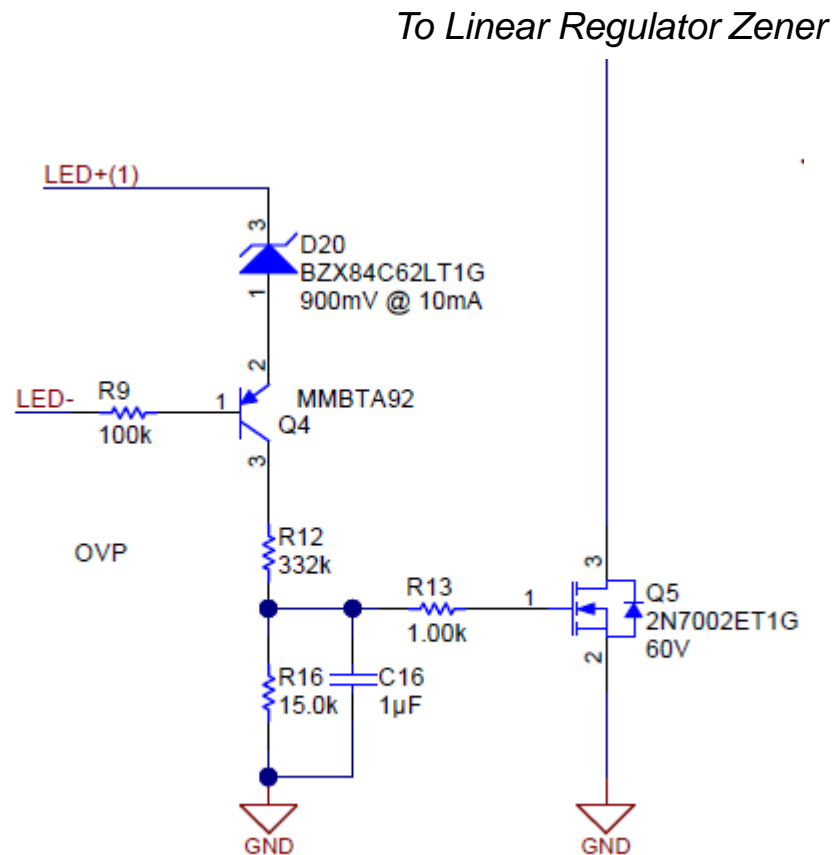 To Linear Regulator Zener
LED+(1)
3
D20
BZX84C62LT1G
900mV @ 10mA
1
2
LED-
R9
100k
1
MMBTA92
Q4
3
OVP
R12
332k
R13
1.00k
1
3
Q5
2N7002ET1G
60V
2
R16
15.0k
C16
1µF
GND
GND